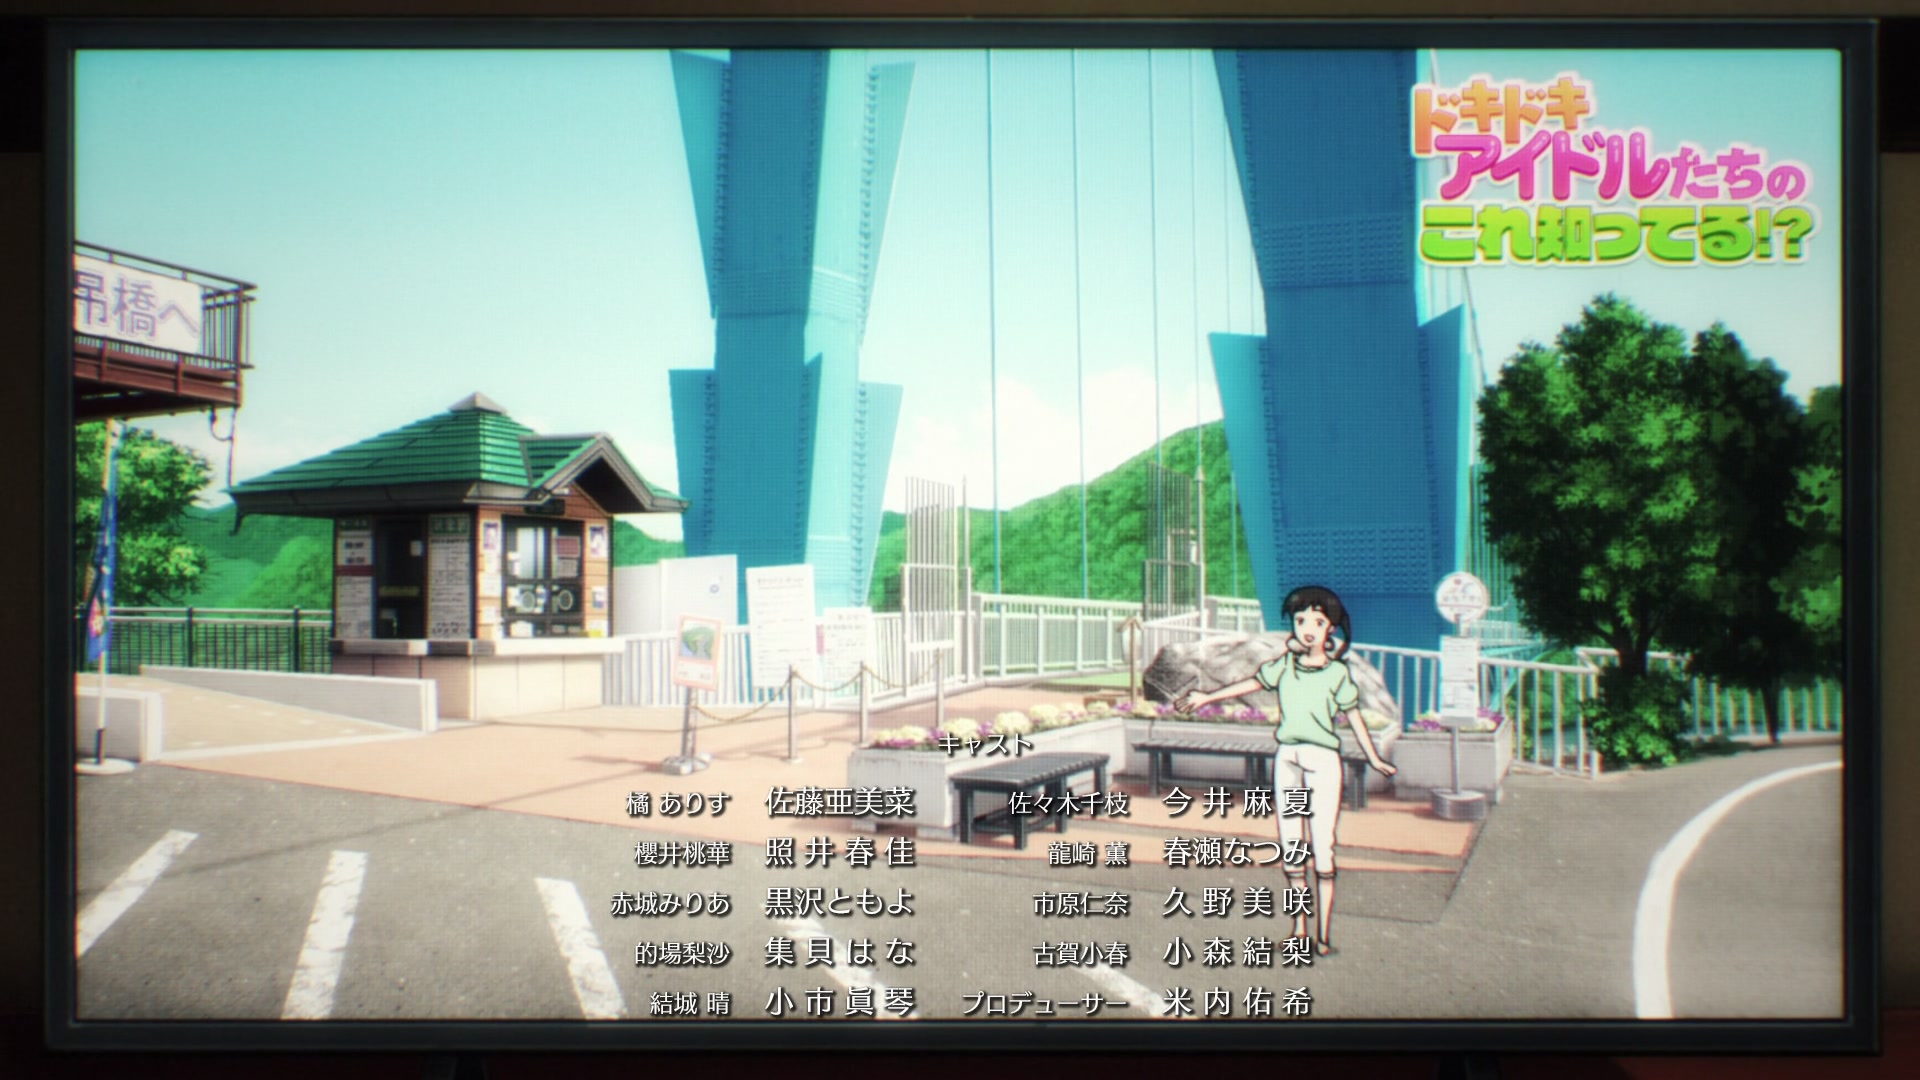 ドキドキ
アイドルたちの
これ知ってる!?
吊橋へ
キャスト
橘 ありす 佐藤亜美菜 佐々木千枝 今井麻夏
櫻井桃華 照井春佳 龍崎 薫 春瀬なつみ
赤城みりあ 黒沢ともよ 市原仁奈 久野美咲
的場梨沙 集貝はな 古賀小春 小森結梨
結城 晴 小市眞琴 プロデューサー 米内佑希